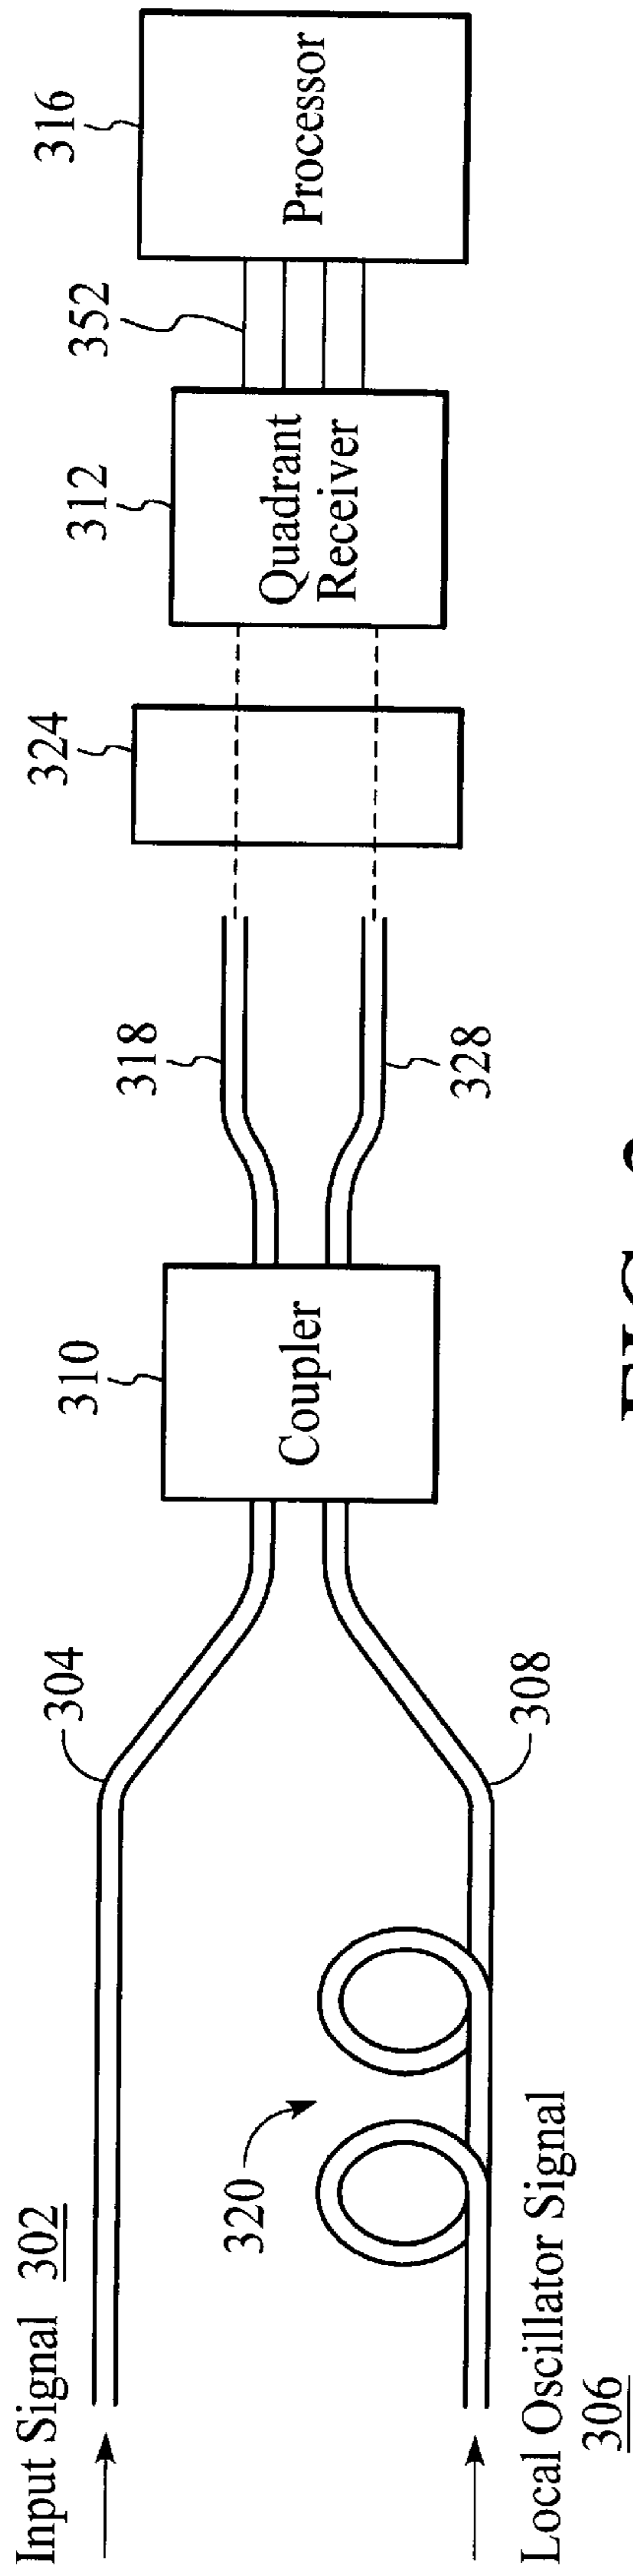 Input Signal 302
304
310
318
324
312
352
316
Coupler
Quadrant
Receiver
Processor
320
308
328
Local Oscillator Signal
306